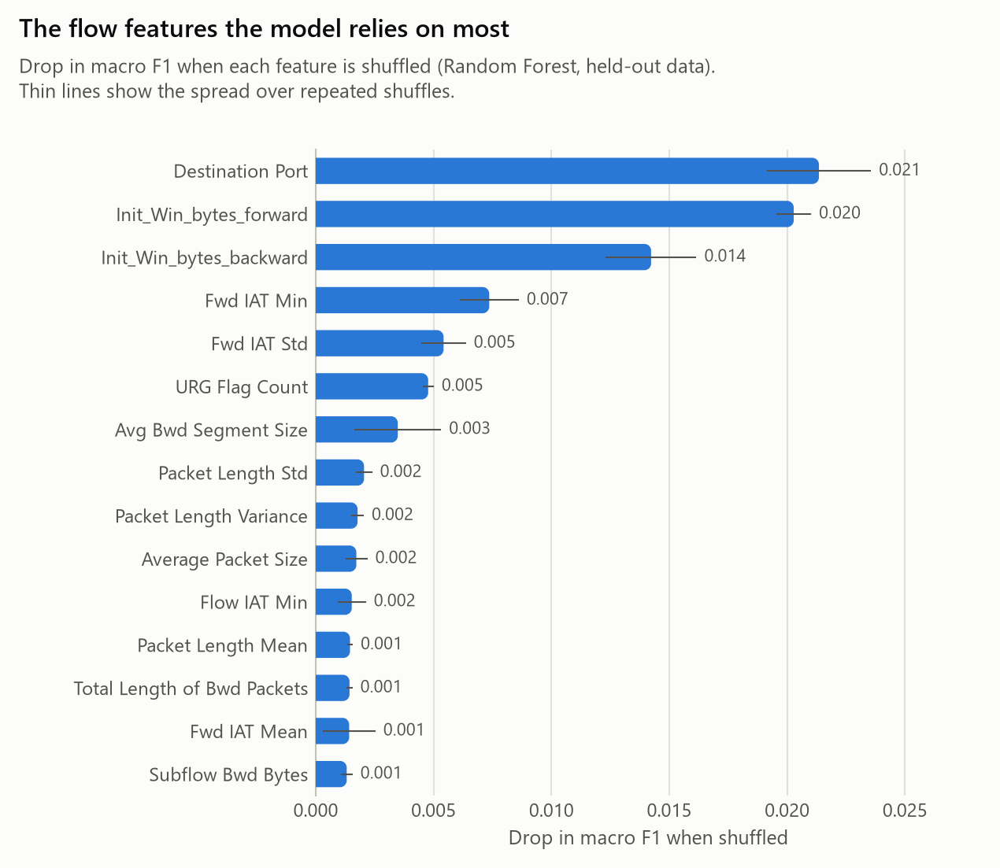 The flow features the model relies on most
Drop in macro F1 when each feature is shuffled (Random Forest, held-out data).
Thin lines show the spread over repeated shuffles.
Destination Port 0.021
Init_Win_bytes_forward 0.020
Init_Win_bytes_backward 0.014
Fwd IAT Min 0.007
Fwd IAT Std 0.005
URG Flag Count 0.005
Avg Bwd Segment Size 0.003
Packet Length Std 0.002
Packet Length Variance 0.002
Average Packet Size 0.002
Flow IAT Min 0.002
Packet Length Mean 0.001
Total Length of Bwd Packets 0.001
Fwd IAT Mean 0.001
Subflow Bwd Bytes 0.001
0.000 0.005 0.010 0.015 0.020 0.025
Drop in macro F1 when shuffled